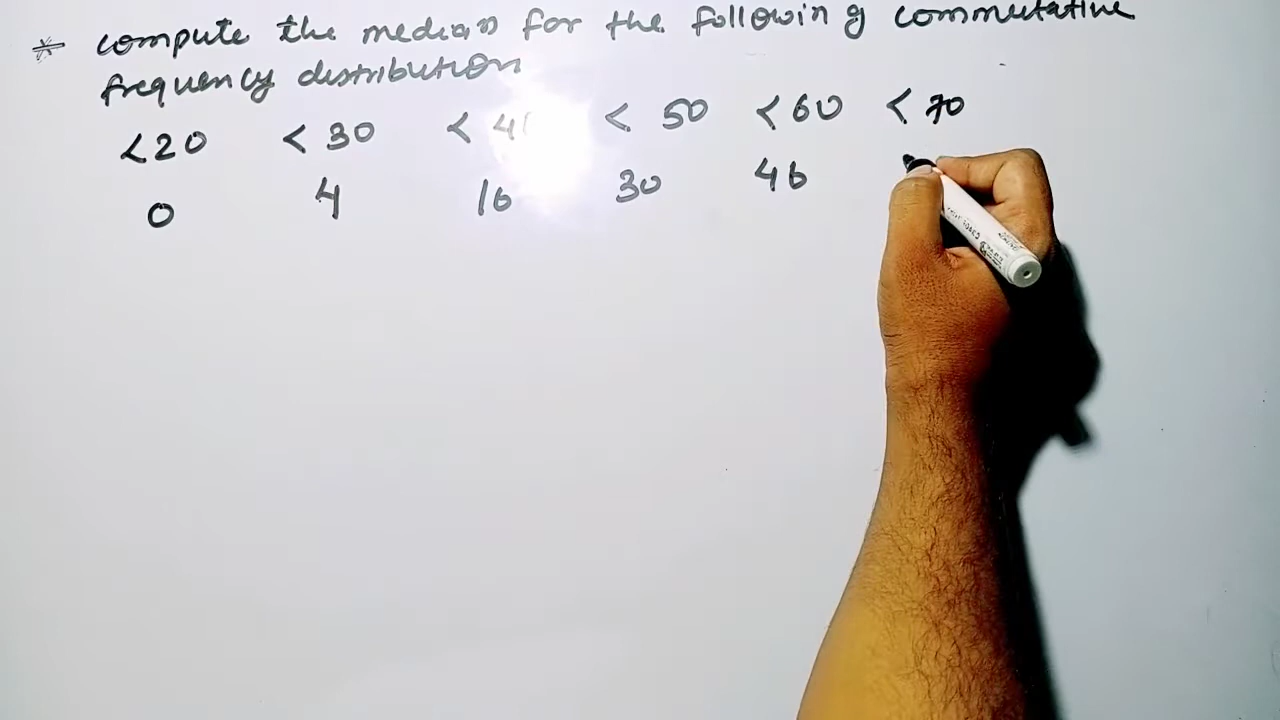 * compute the median for the following commutative
frequency distribution
<20 <30 < 50 <60 <70
0 4 16 30 46